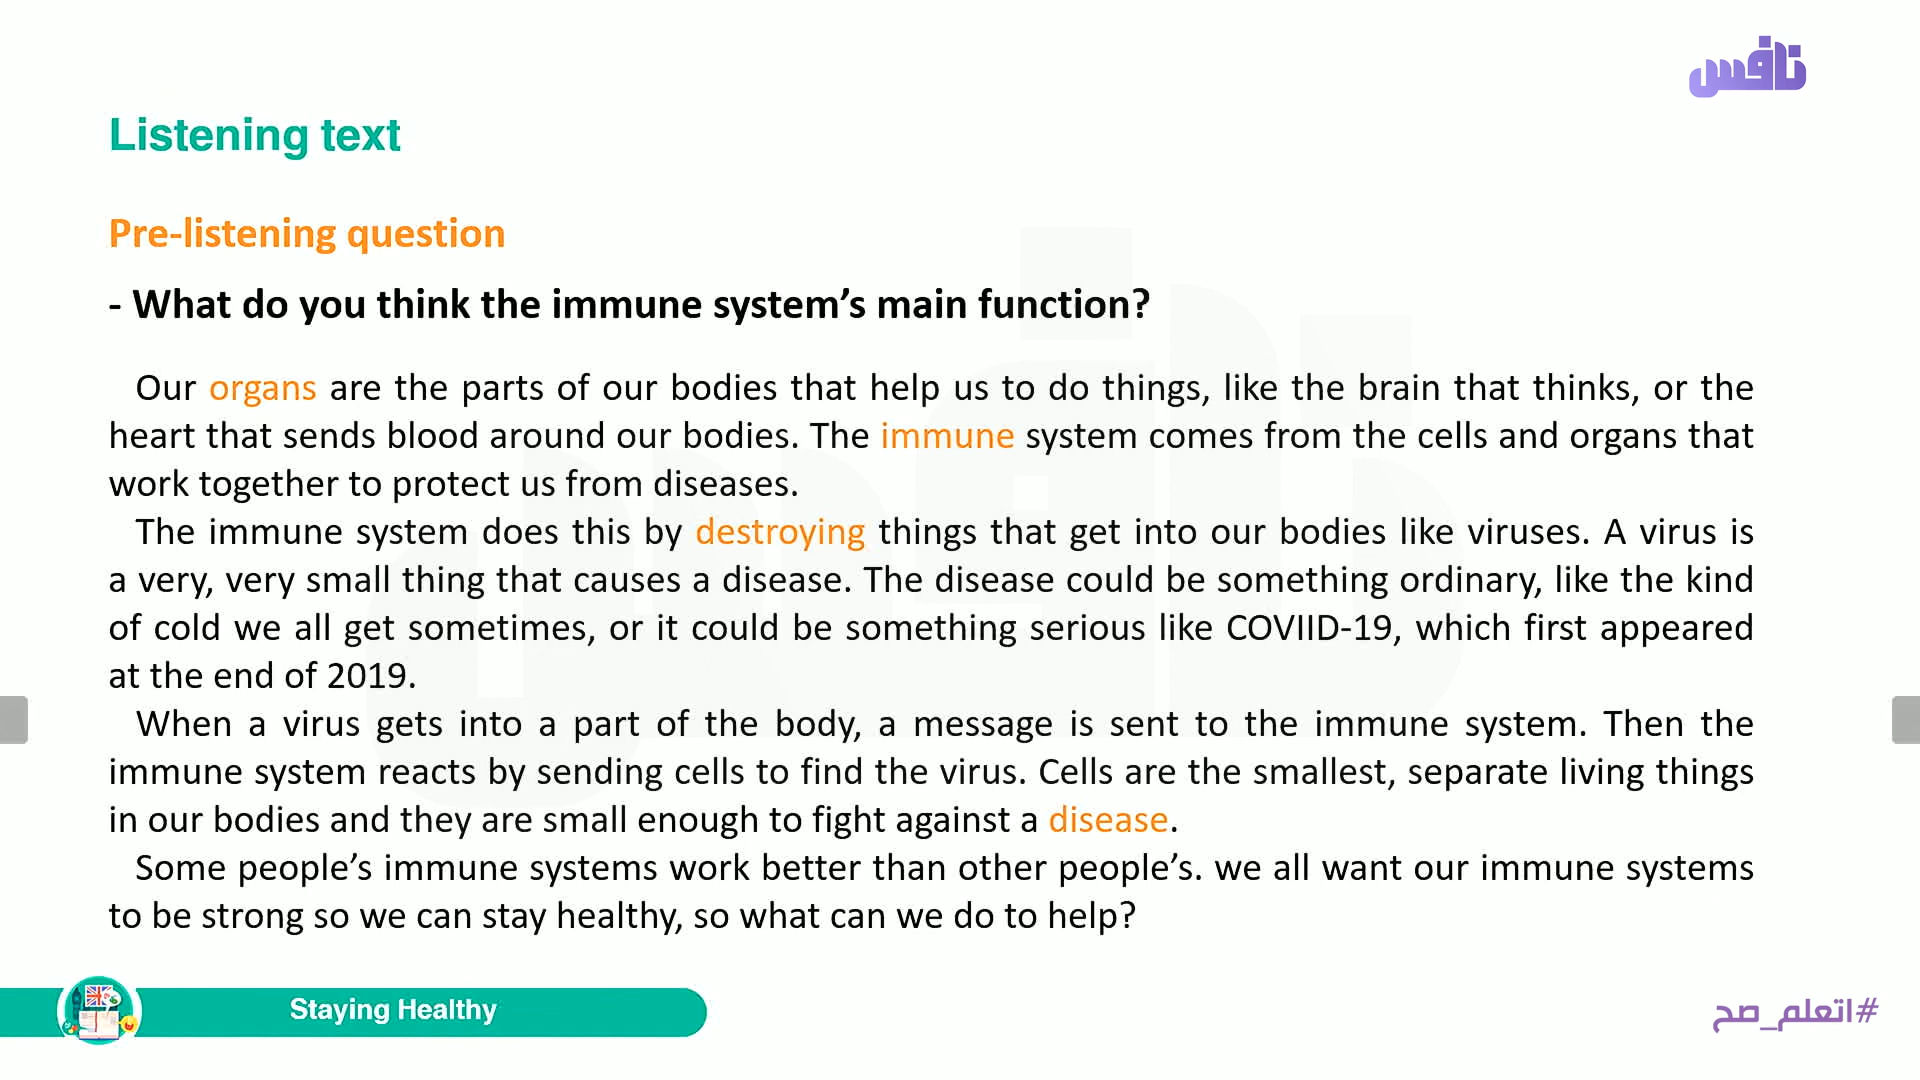 نافس
Listening text
Pre-listening question
- What do you think the immune system’s main function?
Our organs are the parts of our bodies that help us to do things, like the brain that thinks, or the
heart that sends blood around our bodies. The immune system comes from the cells and organs that
work together to protect us from diseases.
The immune system does this by destroying things that get into our bodies like viruses. A virus is
a very, very small thing that causes a disease. The disease could be something ordinary, like the kind
of cold we all get sometimes, or it could be something serious like COVIID-19, which first appeared
at the end of 2019.
When a virus gets into a part of the body, a message is sent to the immune system. Then the
immune system reacts by sending cells to find the virus. Cells are the smallest, separate living things
in our bodies and they are small enough to fight against a disease.
Some people’s immune systems work better than other people’s. we all want our immune systems
to be strong so we can stay healthy, so what can we do to help?
Staying Healthy
#اتعلم_صح